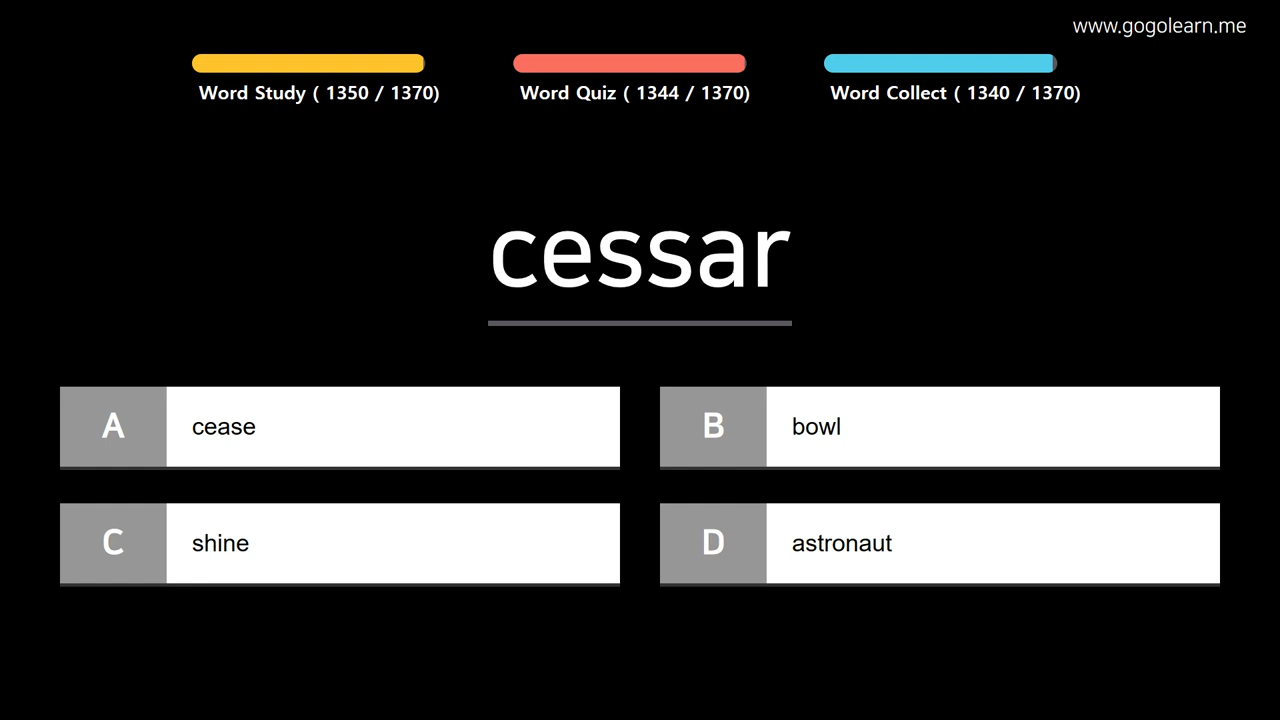 www.gogolearn.me
Word Study ( 1350 / 1370)
Word Quiz ( 1344 / 1370)
Word Collect ( 1340 / 1370)
cessar
A cease
B bowl
C shine
D astronaut